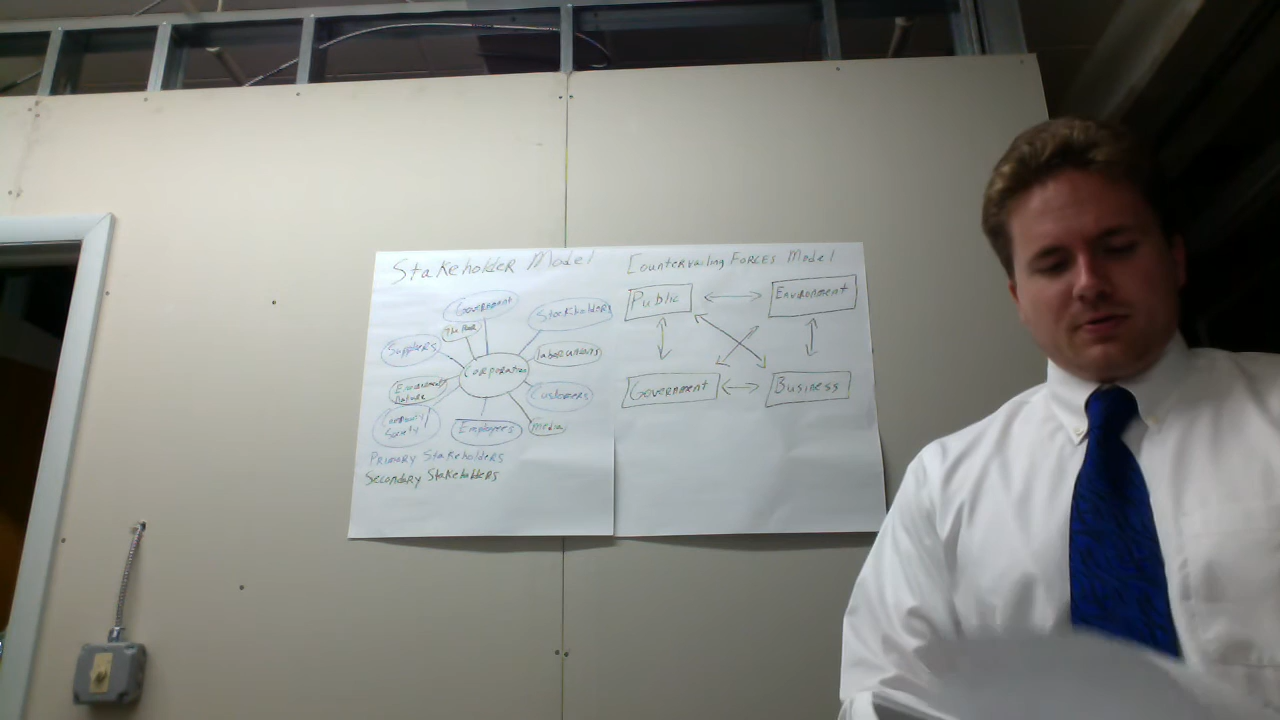 Stakeholder Model
Government
The Poor
Stockholders
Suppliers
Labor unions
Corporation
Environment
Nature
Customers
Community/
Society
Employees
Media
Primary Stakeholders
Secondary Stakeholders
Countervailing Forces Model
Public
Environment
Government
Business